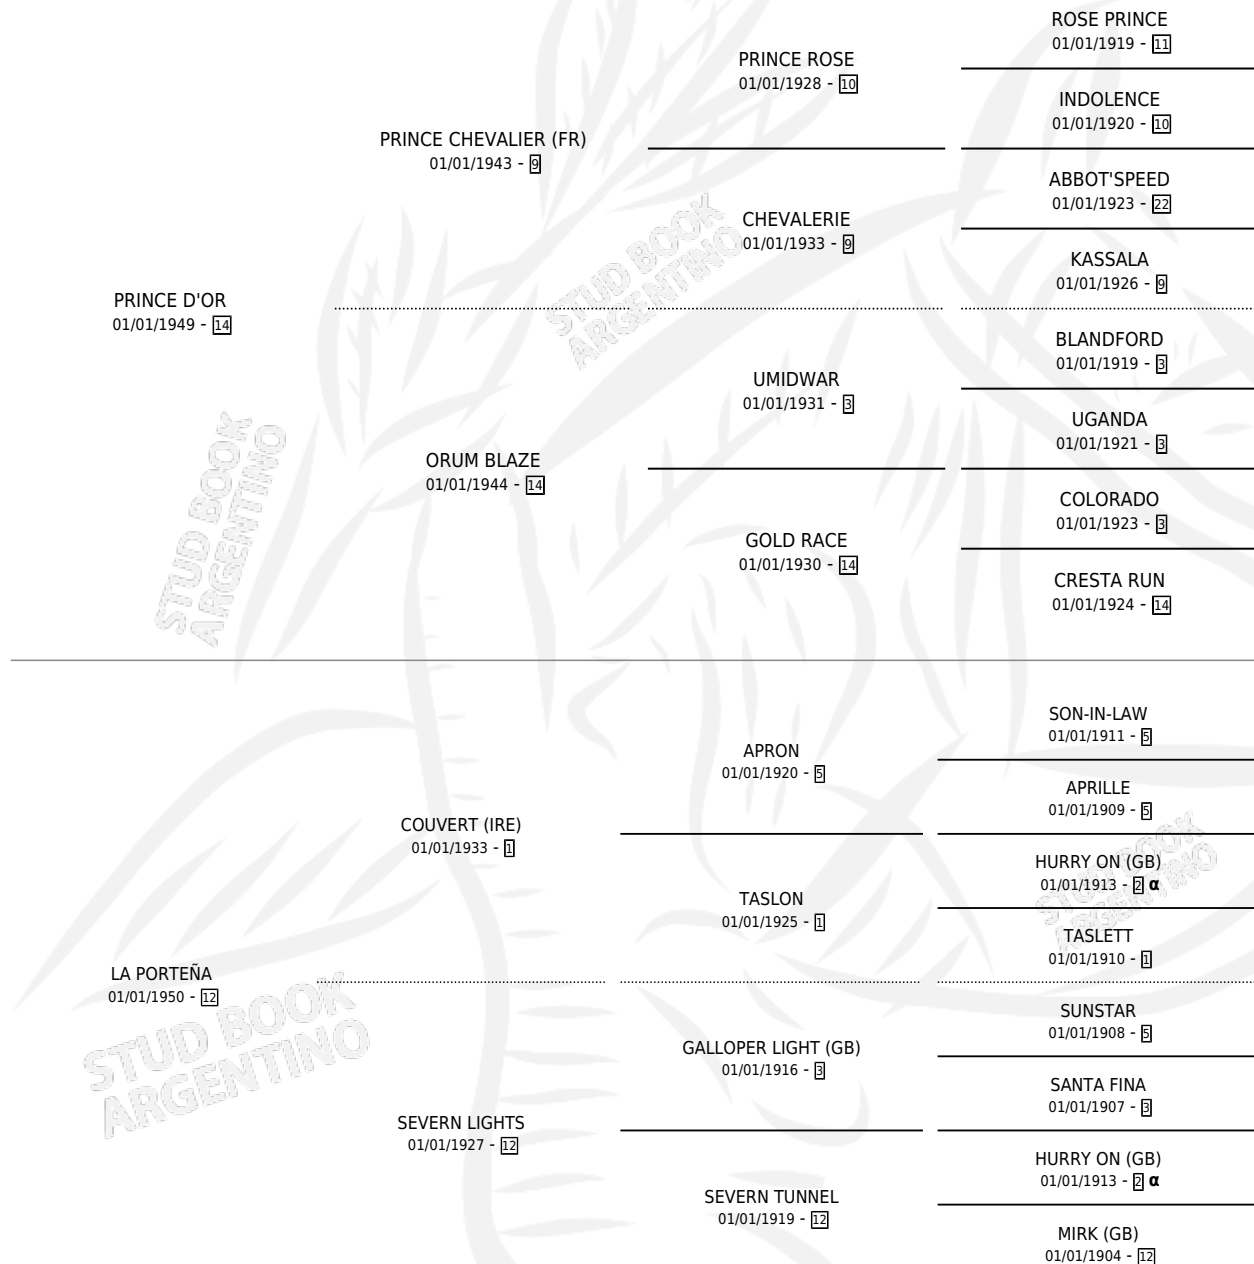 ROSE PRINCE
01/01/1919 - 11
PRINCE ROSE
01/01/1928 - 10
INDOLENCE
01/01/1920 - 10
PRINCE CHEVALIER (FR)
01/01/1943 - 9
ABBOT'SPEED
01/01/1923 - 22
CHEVALERIE
01/01/1933 - 9
KASSALA
01/01/1926 - 9
PRINCE D'OR
01/01/1949 - 14
BLANDFORD
01/01/1919 - 3
UMIDWAR
01/01/1931 - 3
UGANDA
01/01/1921 - 3
ORUM BLAZE
01/01/1944 - 14
COLORADO
01/01/1923 - 3
GOLD RACE
01/01/1930 - 14
CRESTA RUN
01/01/1924 - 14
SON-IN-LAW
01/01/1911 - 5
APRON
01/01/1920 - 5
APRILLE
01/01/1909 - 5
COUVERT (IRE)
01/01/1933 - 1
HURRY ON (GB)
01/01/1913 - 2 α
TASLON
01/01/1925 - 1
TASLETT
01/01/1910 - 1
LA PORTEÑA
01/01/1950 - 12
SUNSTAR
01/01/1908 - 5
GALLOPER LIGHT (GB)
01/01/1916 - 3
SANTA FINA
01/01/1907 - 3
SEVERN LIGHTS
01/01/1927 - 12
HURRY ON (GB)
01/01/1913 - 2 α
SEVERN TUNNEL
01/01/1919 - 12
MIRK (GB)
01/01/1904 - 12
STUD BOOK
ARGENTINO
STUD BOOK
ARGENTINO
STUD BOOK
ARGENTINO
STUD BOOK
ARGENTINO